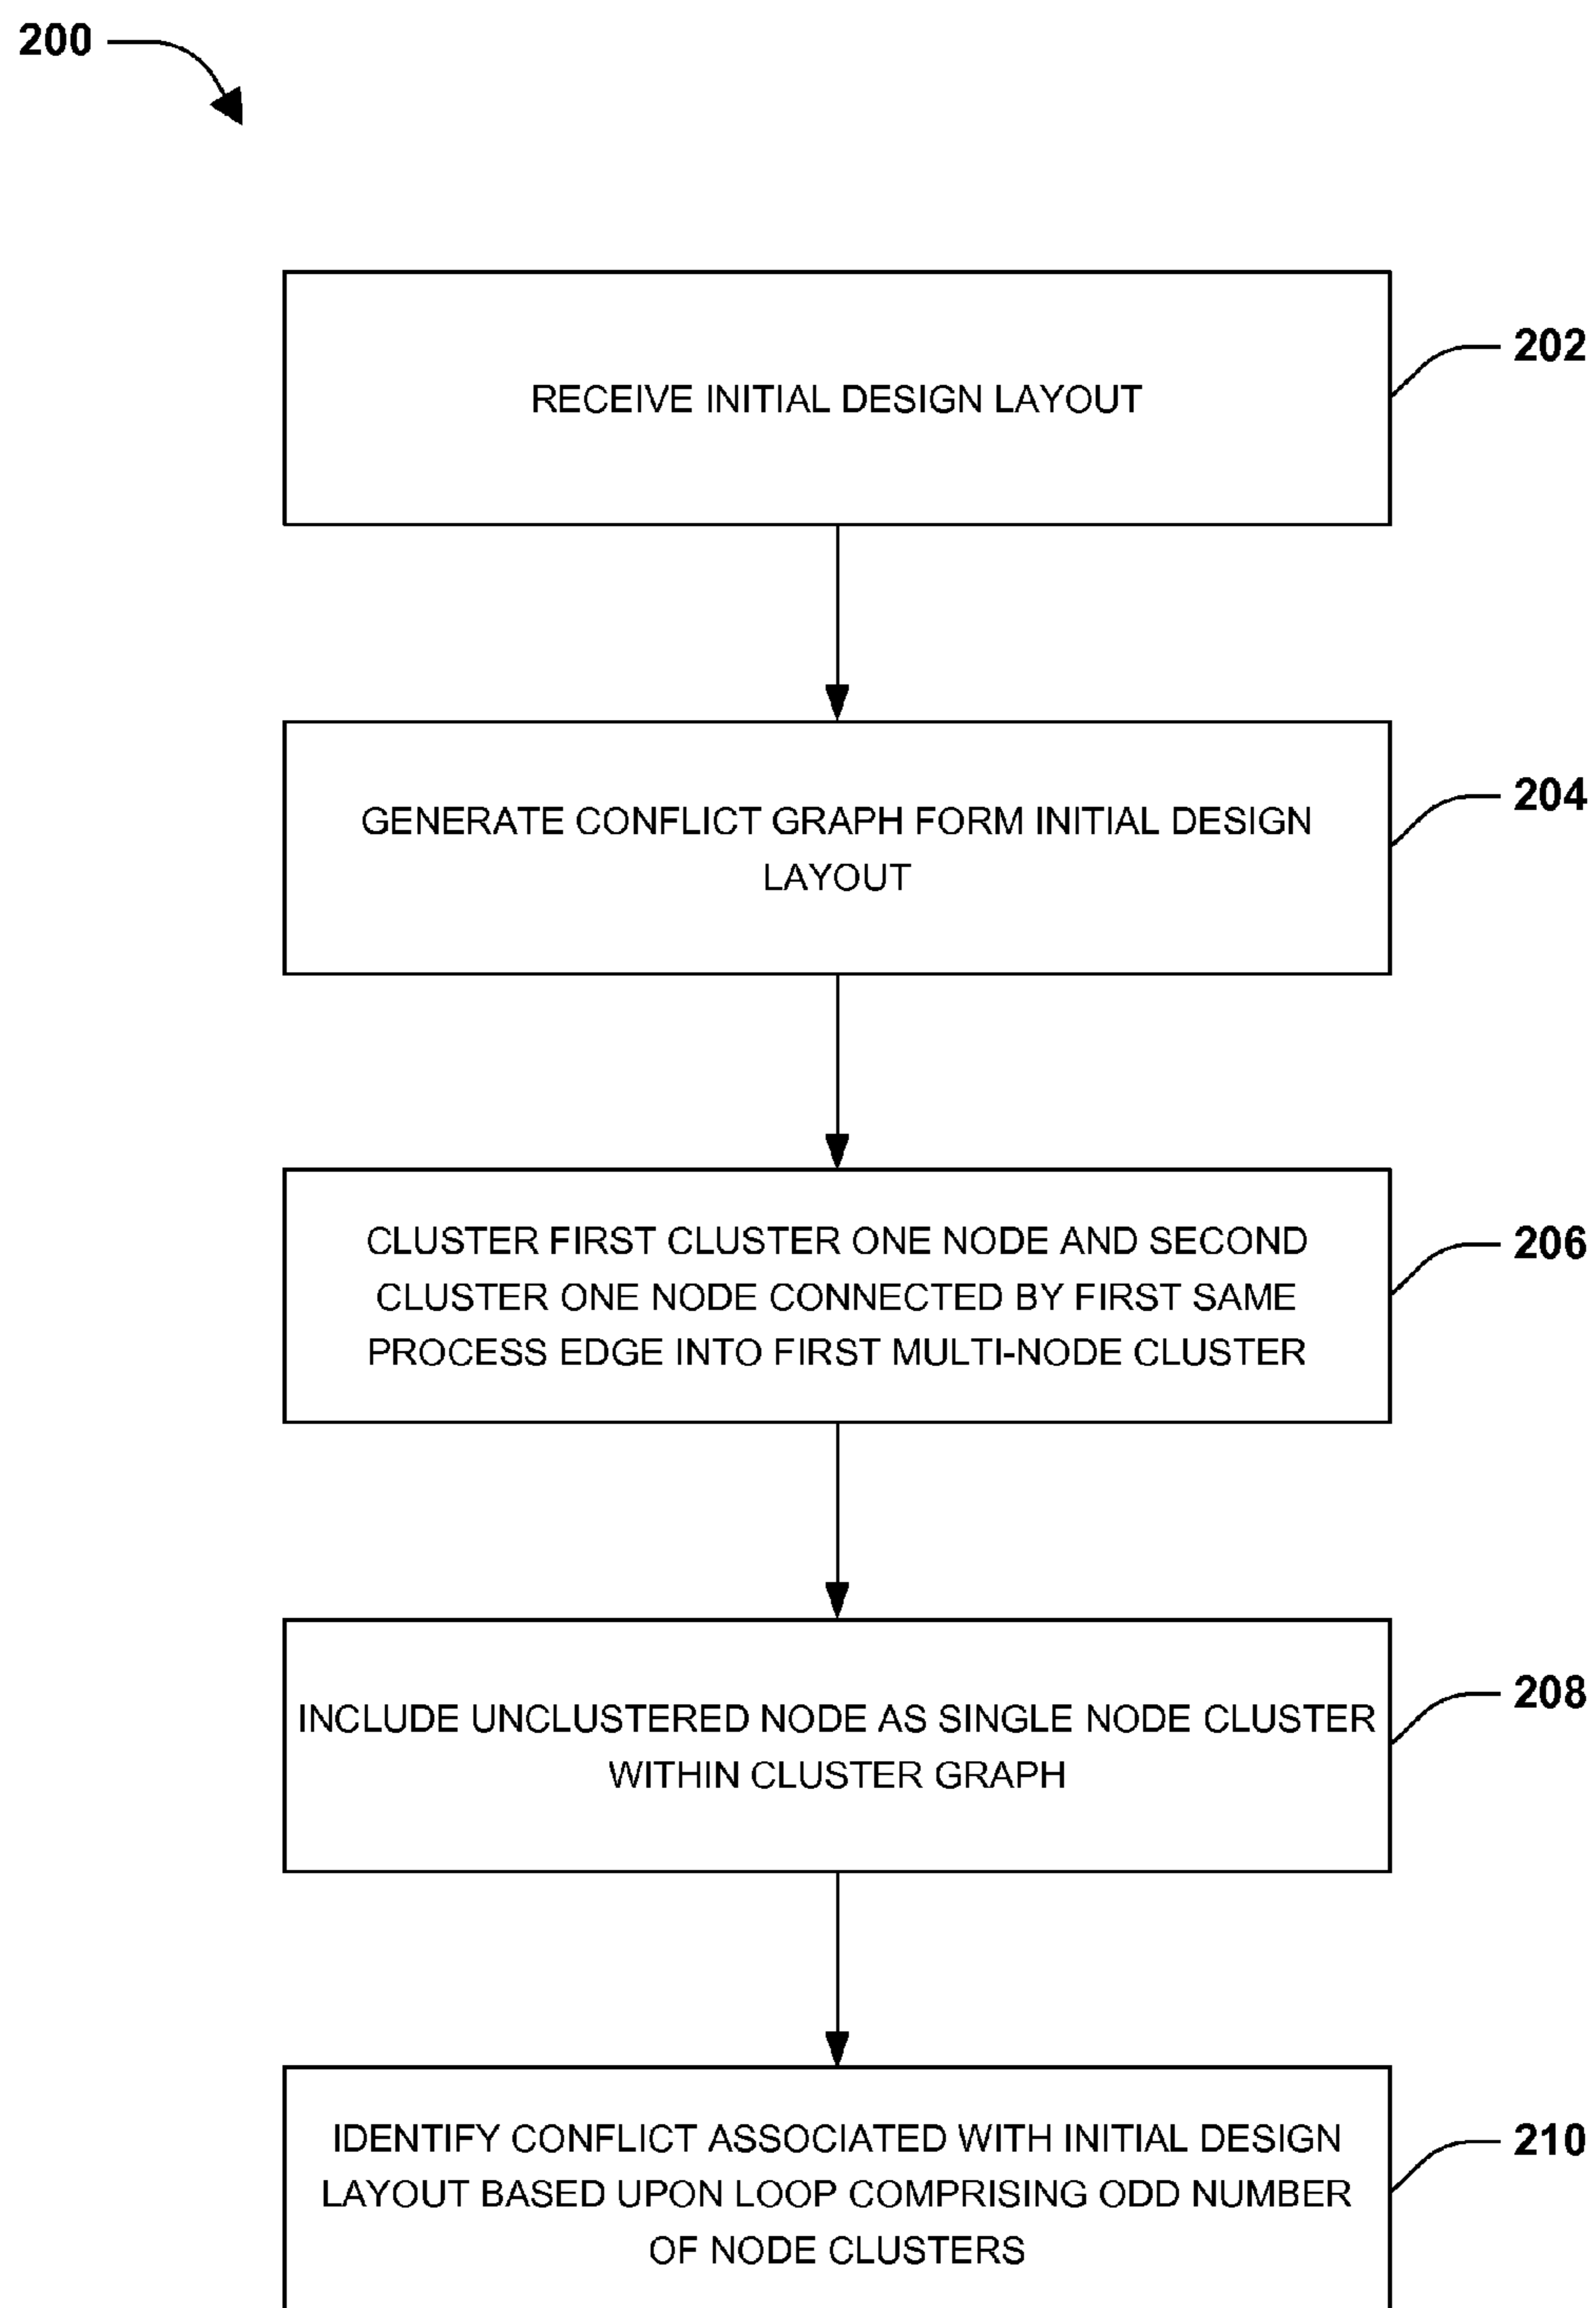 200
RECEIVE INITIAL DESIGN LAYOUT
202
GENERATE CONFLICT GRAPH FORM INITIAL DESIGN
LAYOUT
204
CLUSTER FIRST CLUSTER ONE NODE AND SECOND
CLUSTER ONE NODE CONNECTED BY FIRST SAME
PROCESS EDGE INTO FIRST MULTI-NODE CLUSTER
206
INCLUDE UNCLUSTERED NODE AS SINGLE NODE CLUSTER
WITHIN CLUSTER GRAPH
208
IDENTIFY CONFLICT ASSOCIATED WITH INITIAL DESIGN
LAYOUT BASED UPON LOOP COMPRISING ODD NUMBER
OF NODE CLUSTERS
210